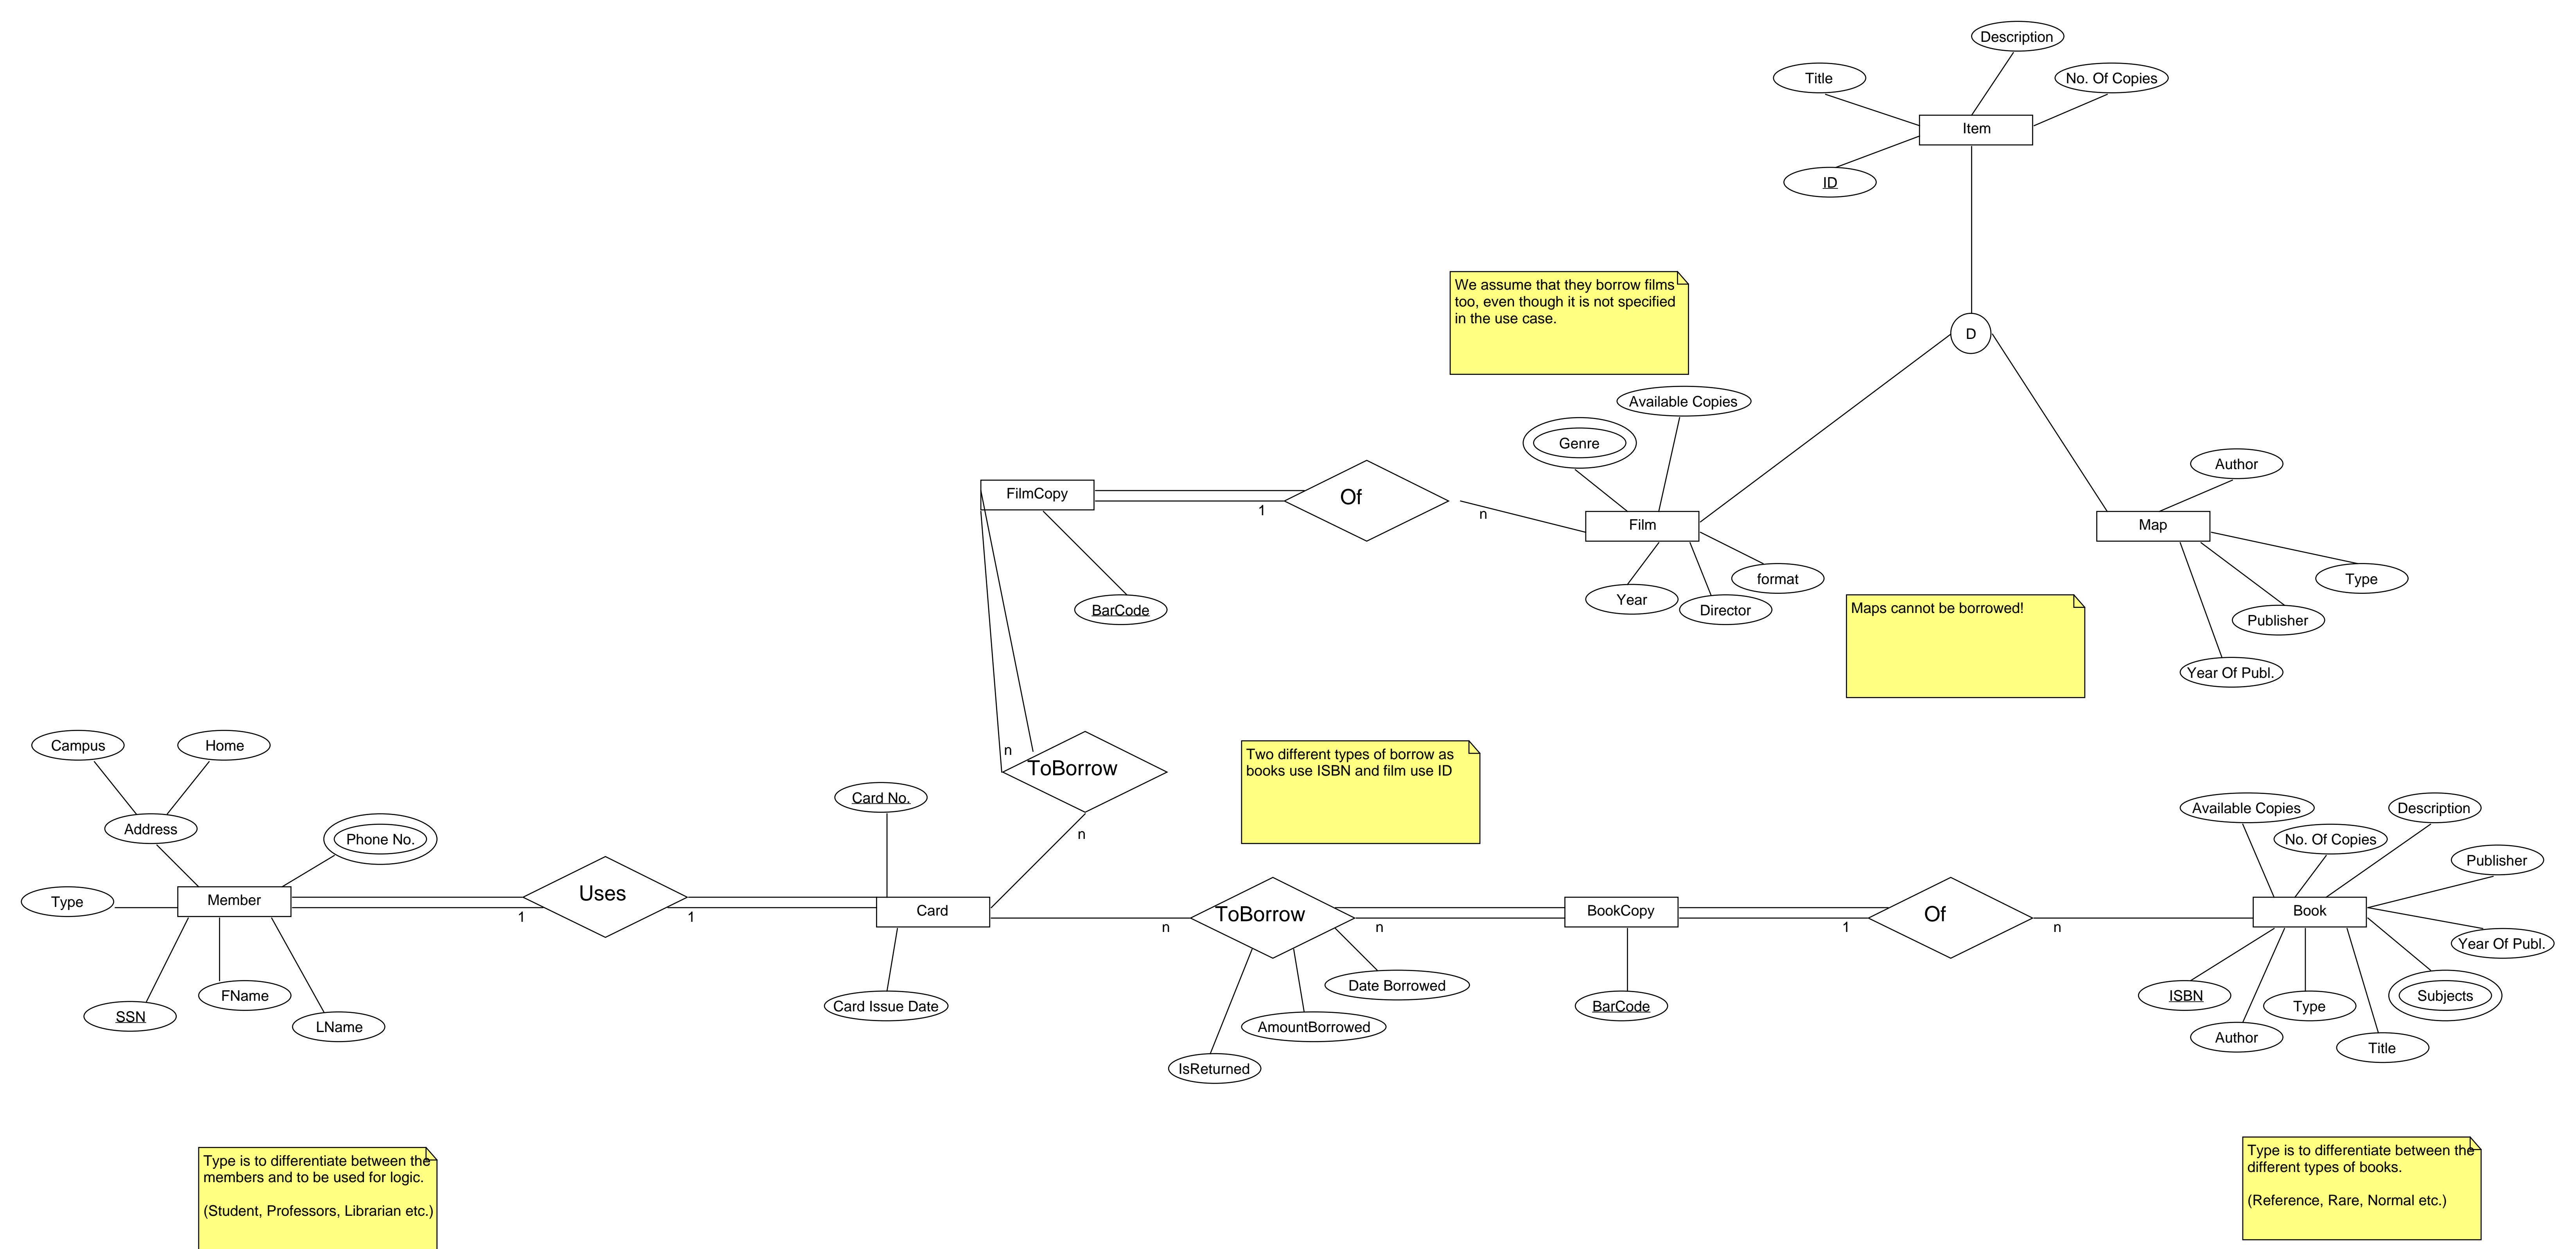 Description
Title
No. Of Copies
Item
ID
We assume that they borrow films
too, even though it is not specified
in the use case.
D
Available Copies
Genre
Author
FilmCopy
Of
1
n
Film
Map
format
Type
Year
Director
BarCode
Maps cannot be borrowed!
Publisher
Year Of Publ.
Campus
Home
n
ToBorrow
Two different types of borrow as
books use ISBN and film use ID
Card No.
Available Copies
Description
Address
Phone No.
n
No. Of Copies
Publisher
Type
Member
Uses
1
1
Card
n
ToBorrow
n
BookCopy
1
Of
n
Book
Year Of Publ.
SSN
FName
LName
Card Issue Date
Date Borrowed
AmountBorrowed
IsReturned
BarCode
ISBN
Type
Subjects
Author
Title
Type is to differentiate between the
members and to be used for logic.
(Student, Professors, Librarian etc.)
Type is to differentiate between the
different types of books.
(Reference, Rare, Normal etc.)